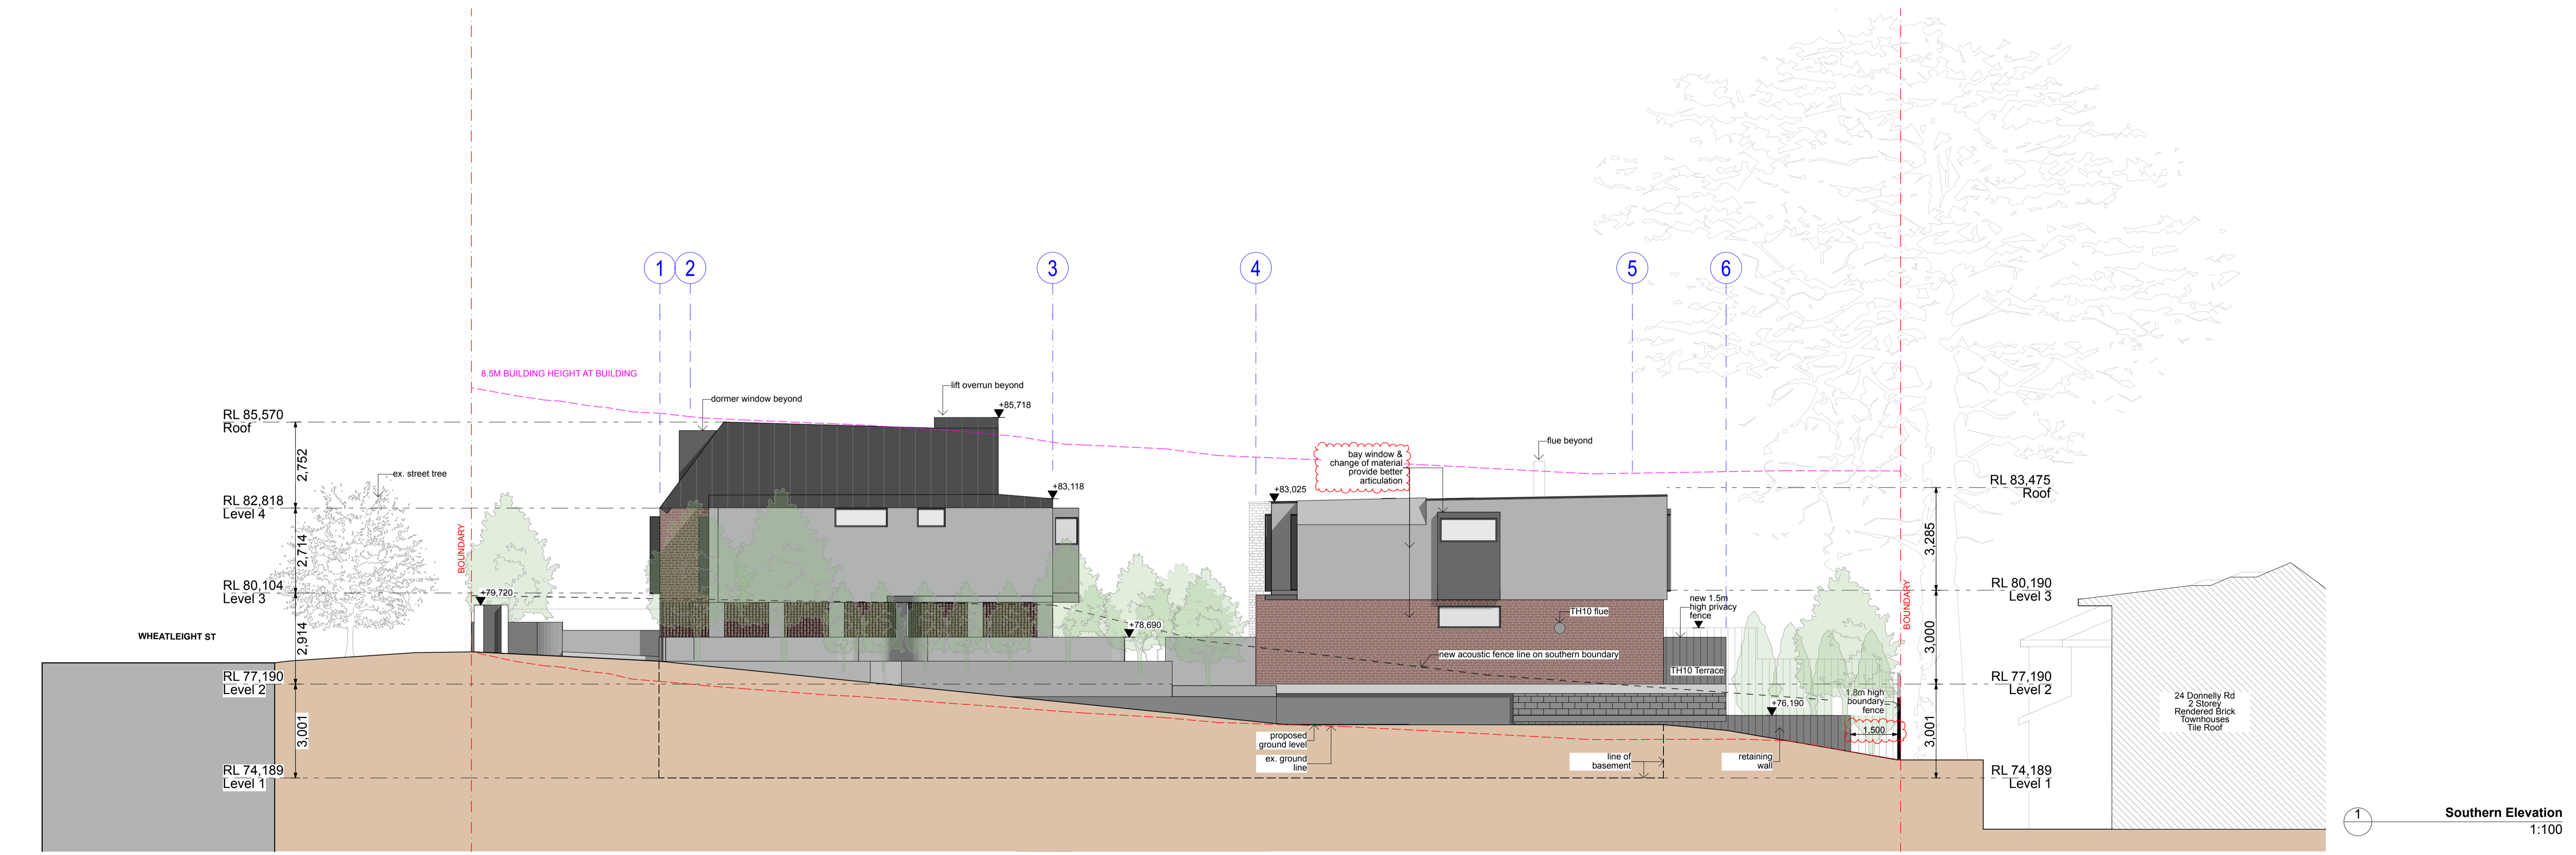 1
2
3
4
5
6
8.5M BUILDING HEIGHT AT BUILDING
lift overrun beyond
dormer window beyond
+85,718
RL 85,570
Roof
2,752
ex. street tree
RL 82,818
Level 4
2,714
RL 80,104
Level 3
2,914
RL 77,190
Level 2
3,001
RL 74,189
Level 1
WHEATLEIGHT ST
BOUNDARY
+79,720
+83,118
+78,690
flue beyond
bay window &
change of material
provide better
articulation
+83,025
TH10 flue
new acoustic fence line on southern boundary
new 1.5m
high privacy
fence
TH10 Terrace
1.8m high
boundary
fence
+76,190
1,500
proposed
ground level
ex. ground
line
line of
basement
retaining
wall
BOUNDARY
RL 83,475
Roof
3,285
RL 80,190
Level 3
3,000
RL 77,190
Level 2
3,001
RL 74,189
Level 1
24 Donnelly Rd
2 Storey
Rendered Brick
Townhouses
Tile Roof
1
Southern Elevation
1:100